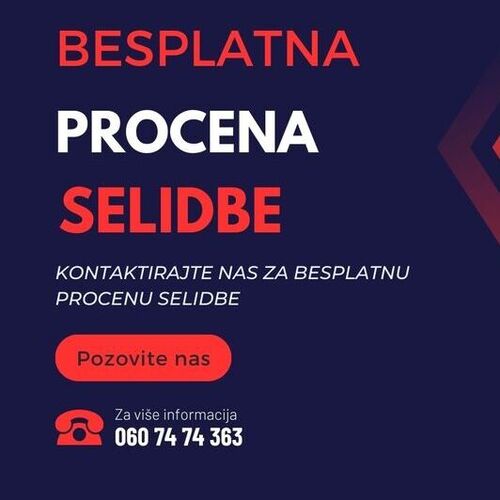 BESPLATNA
PROCENA
SELIDBE
KONTAKTIRAJTE NAS ZA BESPLATNU
PROCENU SELIDBE
Pozovite nas
Za više informacija
060 74 74 363